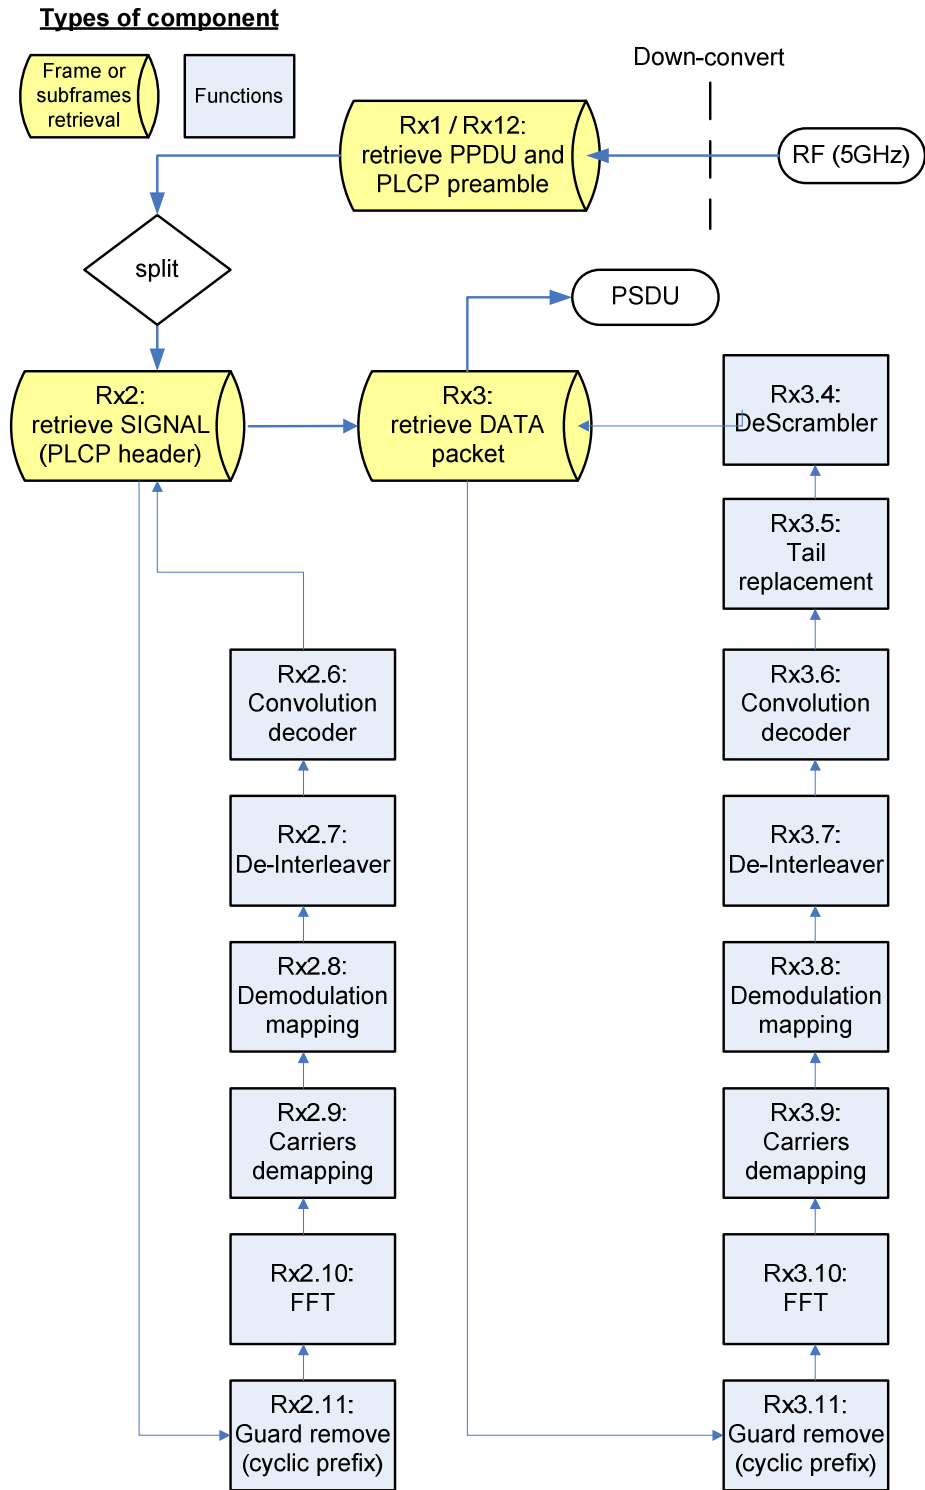 Types of component
Frame or
subframes
retrieval
Functions
Down-convert
Rx1 / Rx12:
retrieve PPDU and
PLCP preamble
RF (5GHz)
split
PSDU
Rx2:
retrieve SIGNAL
(PLCP header)
Rx3:
retrieve DATA
packet
Rx3.4:
DeScrambler
Rx3.5:
Tail
replacement
Rx2.6:
Convolution
decoder
Rx3.6:
Convolution
decoder
Rx2.7:
De-Interleaver
Rx3.7:
De-Interleaver
Rx2.8:
Demodulation
mapping
Rx3.8:
Demodulation
mapping
Rx2.9:
Carriers
demapping
Rx3.9:
Carriers
demapping
Rx2.10:
FFT
Rx3.10:
FFT
Rx2.11:
Guard remove
(cyclic prefix)
Rx3.11:
Guard remove
(cyclic prefix)